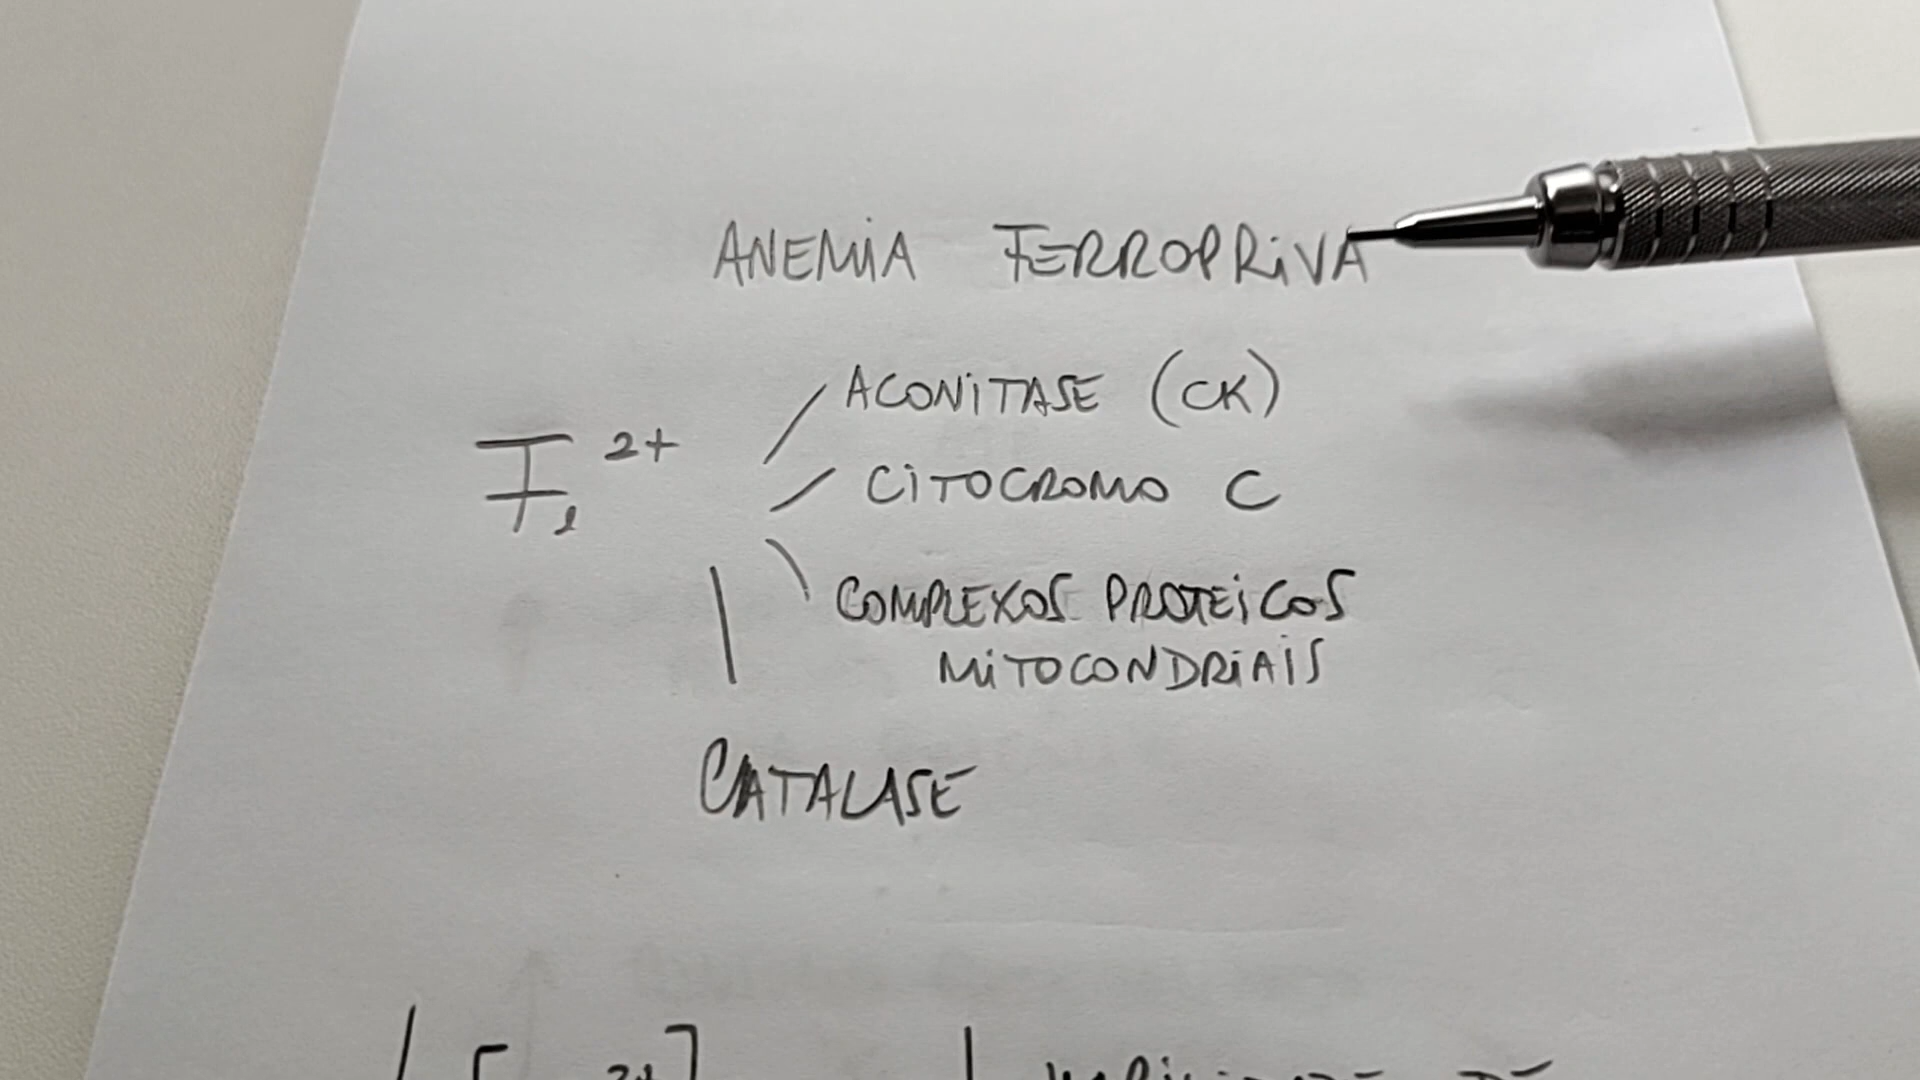 ANEMIA FERROPRIVA
ACONITASE (CK)
Fe 2+
CITOCROMO C
COMPLEXOS PROTEICOS
MITOCONDRIAIS
CATALASE